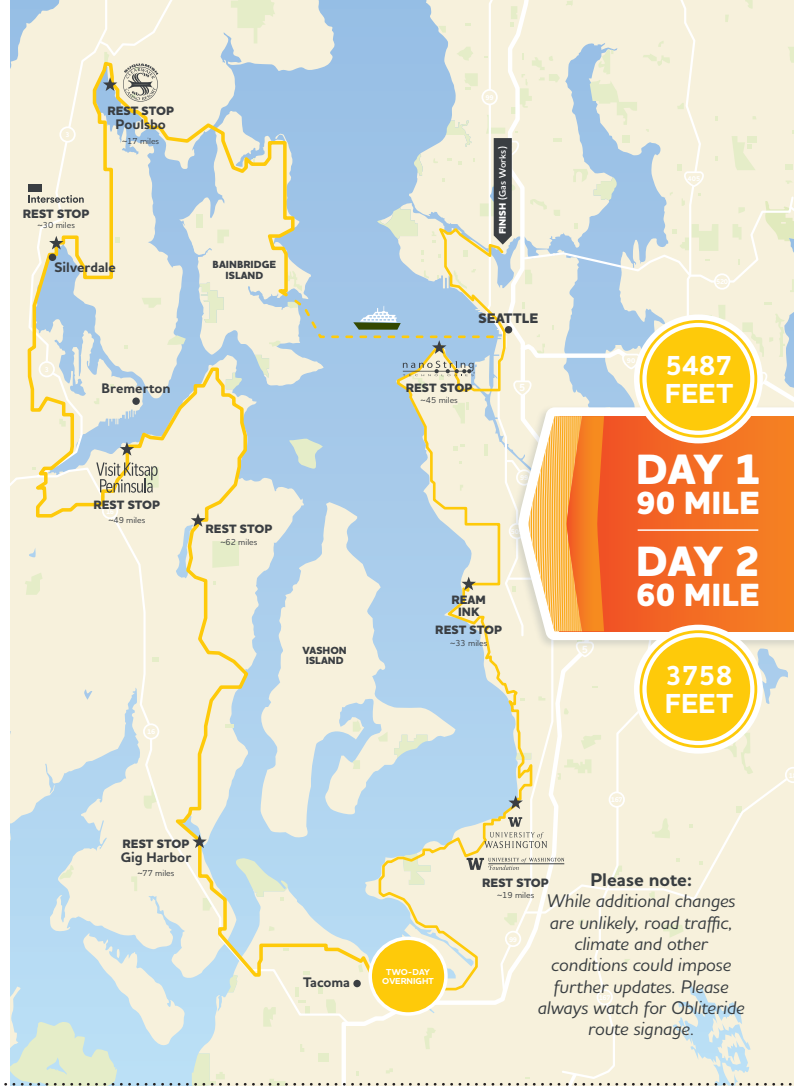 REST STOP
Poulsbo
~17 miles
Intersection
REST STOP
~30 miles
Silverdale
BAINBRIDGE
ISLAND
FINISH (Gas Works)
SEATTLE
nanoString
REST STOP
~45 miles
Bremerton
Visit Kitsap
Peninsula
REST STOP
~49 miles
REST STOP
~62 miles
5487
FEET
DAY 1
90 MILE
DAY 2
60 MILE
3758
FEET
REAM
INK
REST STOP
~33 miles
VASHON
ISLAND
W
UNIVERSITY of
WASHINGTON
W UNIVERSITY of WASHINGTON
Foundation
REST STOP
~19 miles
REST STOP
Gig Harbor
~77 miles
TWO-DAY
OVERNIGHT
Tacoma
Please note:
While additional changes
are unlikely, road traffic,
climate and other
conditions could impose
further updates. Please
always watch for Obliteride
route signage.